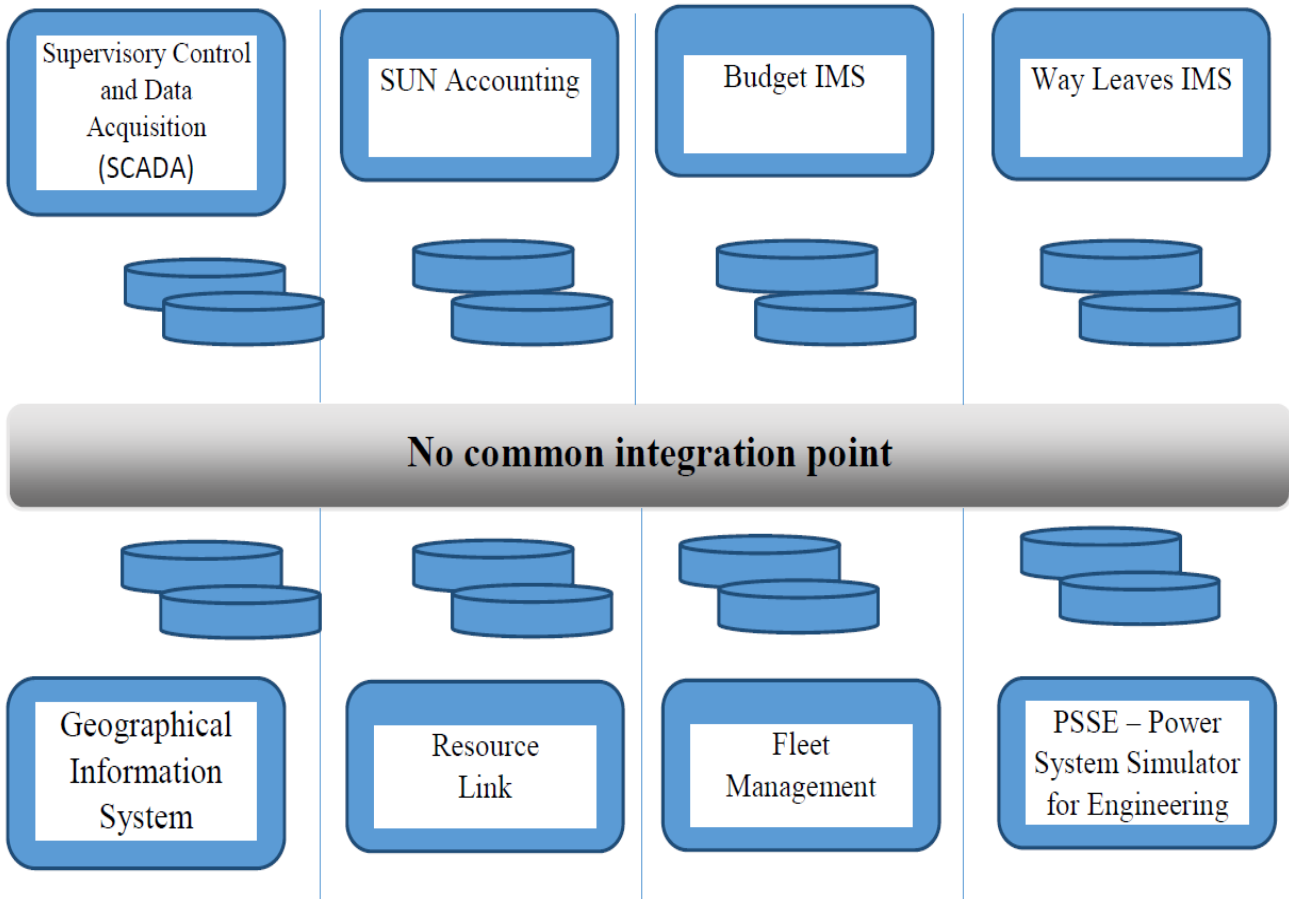 Supervisory Control
and Data
Acquisition
(SCADA)
SUN Accounting
Budget IMS
Way Leaves IMS
No common integration point
Geographical
Information
System
Resource
Link
Fleet
Management
PSSE – Power
System Simulator
for Engineering